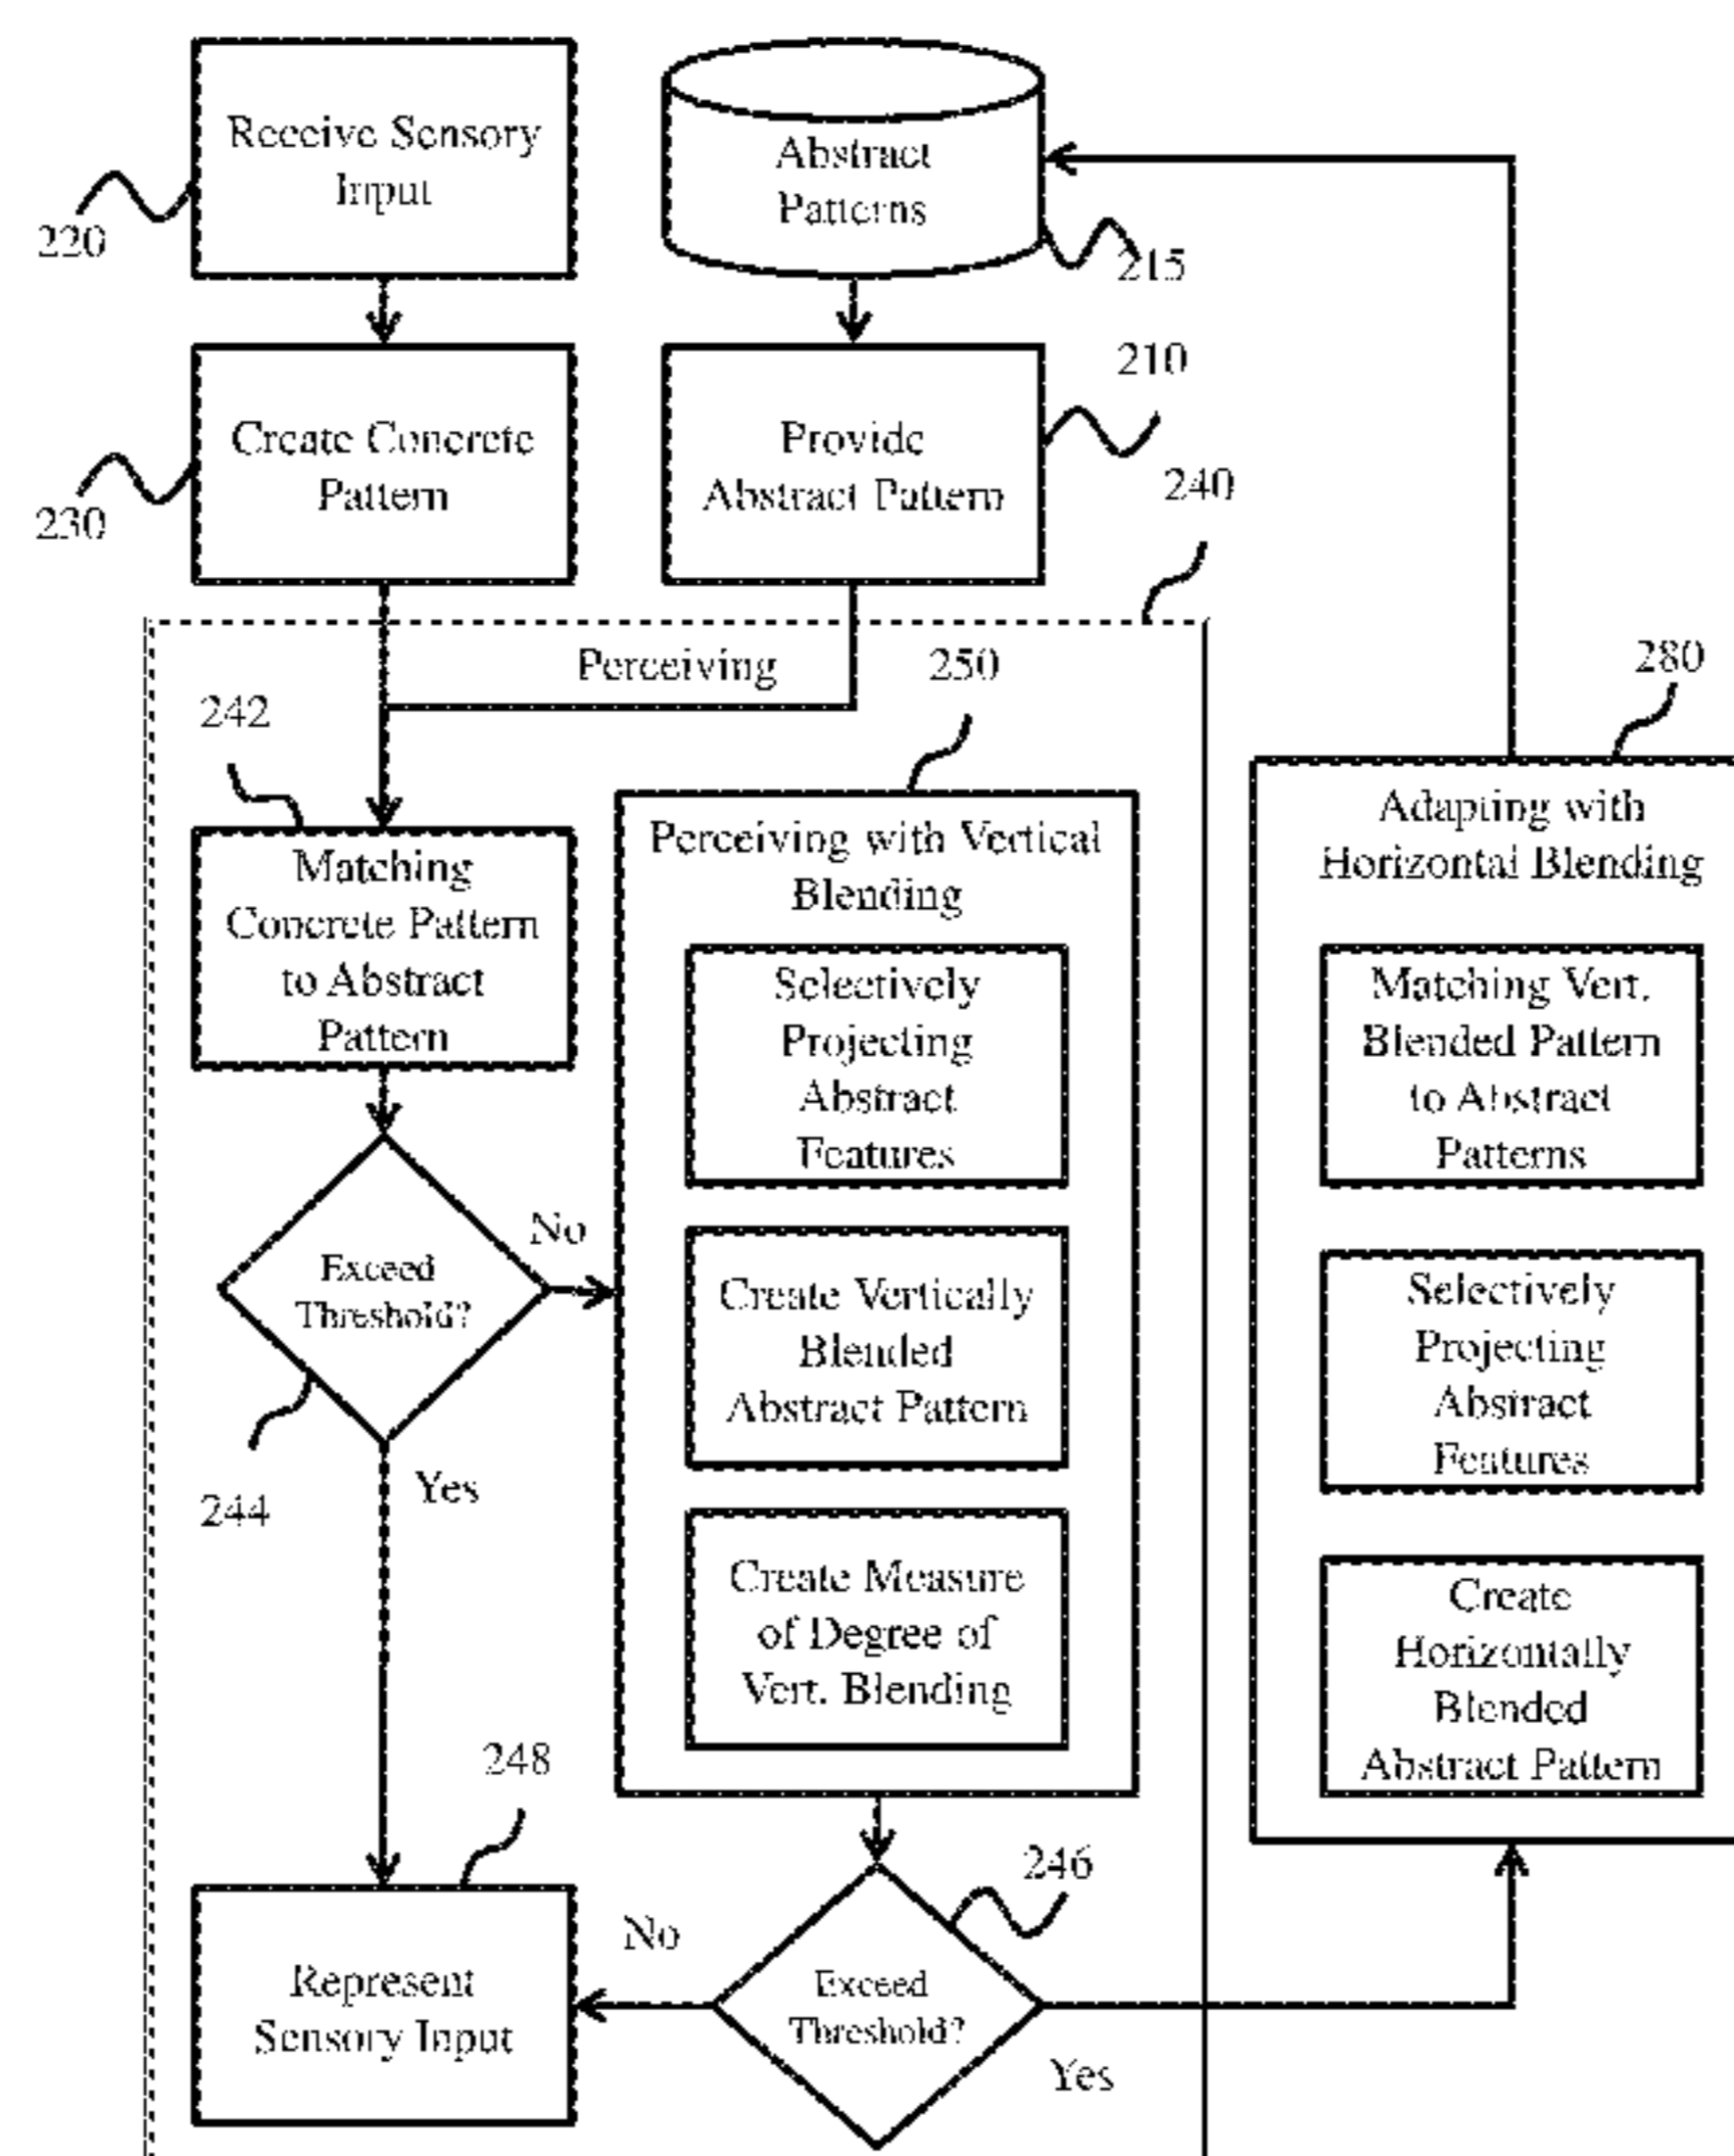 Receive Sensory
Input
220
Abstract
Patterns
215
Create Concrete
Pattern
230
Provide
Abstract Pattern
210
240
Perceiving
242
Matching
Concrete Pattern
to Abstract
Pattern
Exceed
Threshold?
244
No
Yes
250
Perceiving with Vertical
Blending
Selectively
Projecting
Abstract
Features
Create Vertically
Blended
Abstract Pattern
Create Measure
of Degree of
Vert. Blending
246
Exceed
Threshold?
No
Yes
248
Represent
Sensory Input
280
Adapting with
Horizontal Blending
Matching Vert.
Blended Pattern
to Abstract
Patterns
Selectively
Projecting
Abstract
Features
Create
Horizontally
Blended
Abstract Pattern